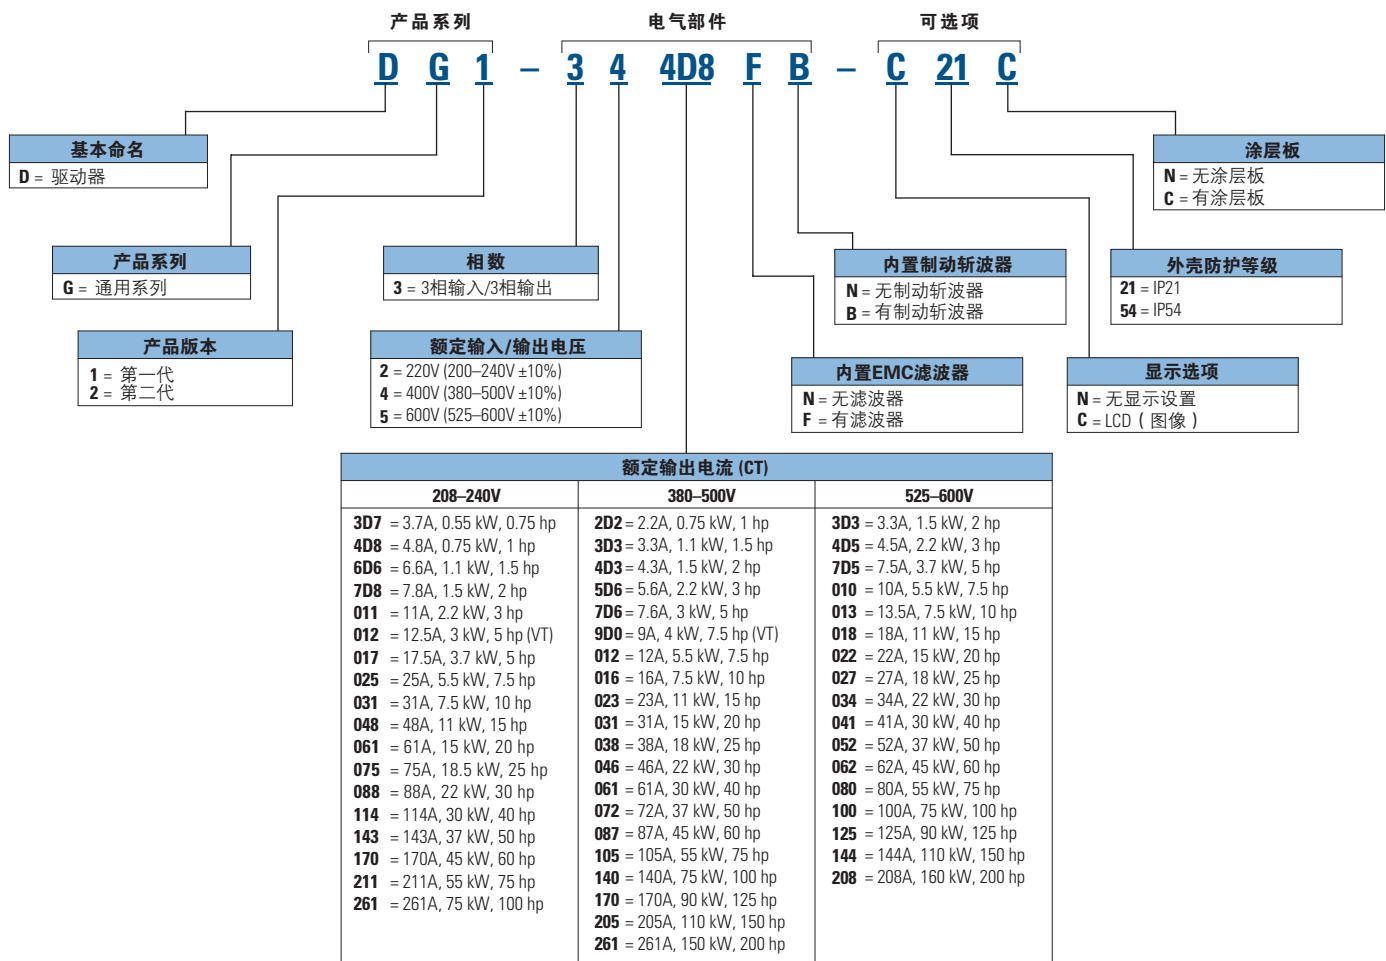 产品系列 电气部件 可选项
D G 1 – 3 4 4D8 F B – C 21 C
基本命名
D = 驱动器
产品系列
G = 通用系列
产品版本
1 = 第一代
2 = 第二代
相数
3 = 3相输入/3相输出
额定输入/输出电压
2 = 220V (200–240V ±10%)
4 = 400V (380–500V ±10%)
5 = 600V (525–600V ±10%)
内置制动斩波器
N = 无制动斩波器
B = 有制动斩波器
内置EMC滤波器
N = 无滤波器
F = 有滤波器
涂层板
N = 无涂层板
C = 有涂层板
外壳防护等级
21 = IP21
54 = IP54
显示选项
N = 无显示设置
C = LCD（图像）
额定输出电流 (CT)
208–240V
3D7 = 3.7A, 0.55 kW, 0.75 hp
4D8 = 4.8A, 0.75 kW, 1 hp
6D6 = 6.6A, 1.1 kW, 1.5 hp
7D8 = 7.8A, 1.5 kW, 2 hp
011 = 11A, 2.2 kW, 3 hp
012 = 12.5A, 3 kW, 5 hp (VT)
017 = 17.5A, 3.7 kW, 5 hp
025 = 25A, 5.5 kW, 7.5 hp
031 = 31A, 7.5 kW, 10 hp
048 = 48A, 11 kW, 15 hp
061 = 61A, 15 kW, 20 hp
075 = 75A, 18.5 kW, 25 hp
088 = 88A, 22 kW, 30 hp
114 = 114A, 30 kW, 40 hp
143 = 143A, 37 kW, 50 hp
170 = 170A, 45 kW, 60 hp
211 = 211A, 55 kW, 75 hp
261 = 261A, 75 kW, 100 hp
380–500V
2D2 = 2.2A, 0.75 kW, 1 hp
3D3 = 3.3A, 1.1 kW, 1.5 hp
4D3 = 4.3A, 1.5 kW, 2 hp
5D6 = 5.6A, 2.2 kW, 3 hp
7D6 = 7.6A, 3 kW, 5 hp
9D0 = 9A, 4 kW, 7.5 hp (VT)
012 = 12A, 5.5 kW, 7.5 hp
016 = 16A, 7.5 kW, 10 hp
023 = 23A, 11 kW, 15 hp
031 = 31A, 15 kW, 20 hp
038 = 38A, 18 kW, 25 hp
046 = 46A, 22 kW, 30 hp
061 = 61A, 30 kW, 40 hp
072 = 72A, 37 kW, 50 hp
087 = 87A, 45 kW, 60 hp
105 = 105A, 55 kW, 75 hp
140 = 140A, 75 kW, 100 hp
170 = 170A, 90 kW, 125 hp
205 = 205A, 110 kW, 150 hp
261 = 261A, 150 kW, 200 hp
525–600V
3D3 = 3.3A, 1.5 kW, 2 hp
4D5 = 4.5A, 2.2 kW, 3 hp
7D5 = 7.5A, 3.7 kW, 5 hp
010 = 10A, 5.5 kW, 7.5 hp
013 = 13.5A, 7.5 kW, 10 hp
018 = 18A, 11 kW, 15 hp
022 = 22A, 15 kW, 20 hp
027 = 27A, 18 kW, 25 hp
034 = 34A, 22 kW, 30 hp
041 = 41A, 30 kW, 40 hp
052 = 52A, 37 kW, 50 hp
062 = 62A, 45 kW, 60 hp
080 = 80A, 55 kW, 75 hp
100 = 100A, 75 kW, 100 hp
125 = 125A, 90 kW, 125 hp
144 = 144A, 110 kW, 150 hp
208 = 208A, 160 kW, 200 hp